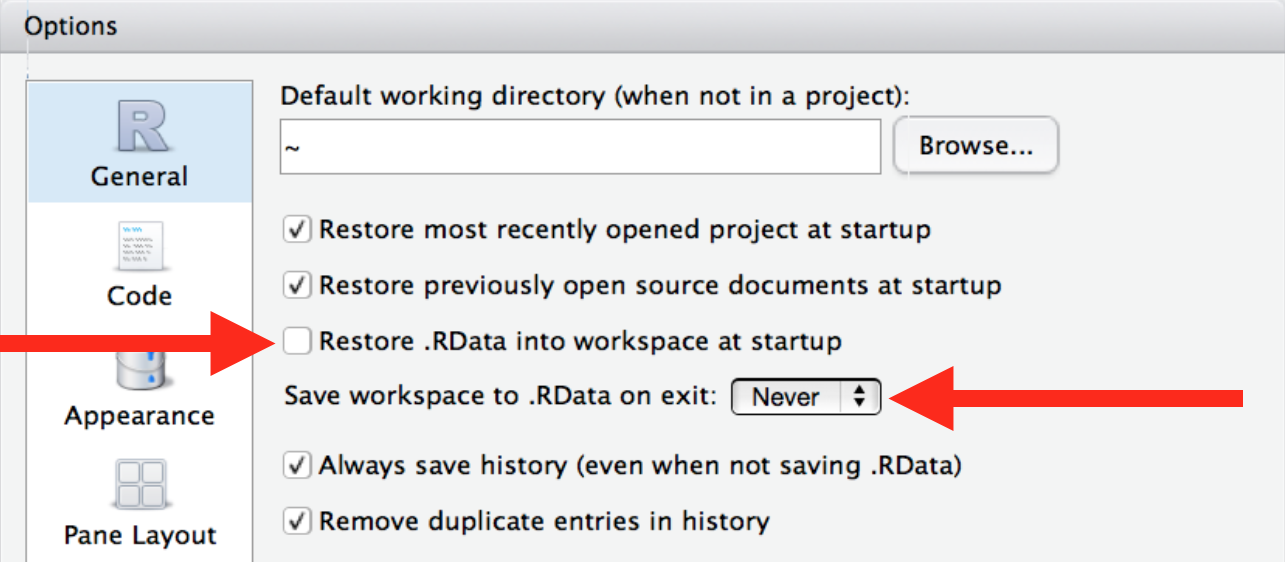 Options
General
Code
Appearance
Pane Layout
Default working directory (when not in a project):
~
Browse...
Restore most recently opened project at startup
Restore previously open source documents at startup
Restore .RData into workspace at startup
Save workspace to .RData on exit: Never
Always save history (even when not saving .RData)
Remove duplicate entries in history